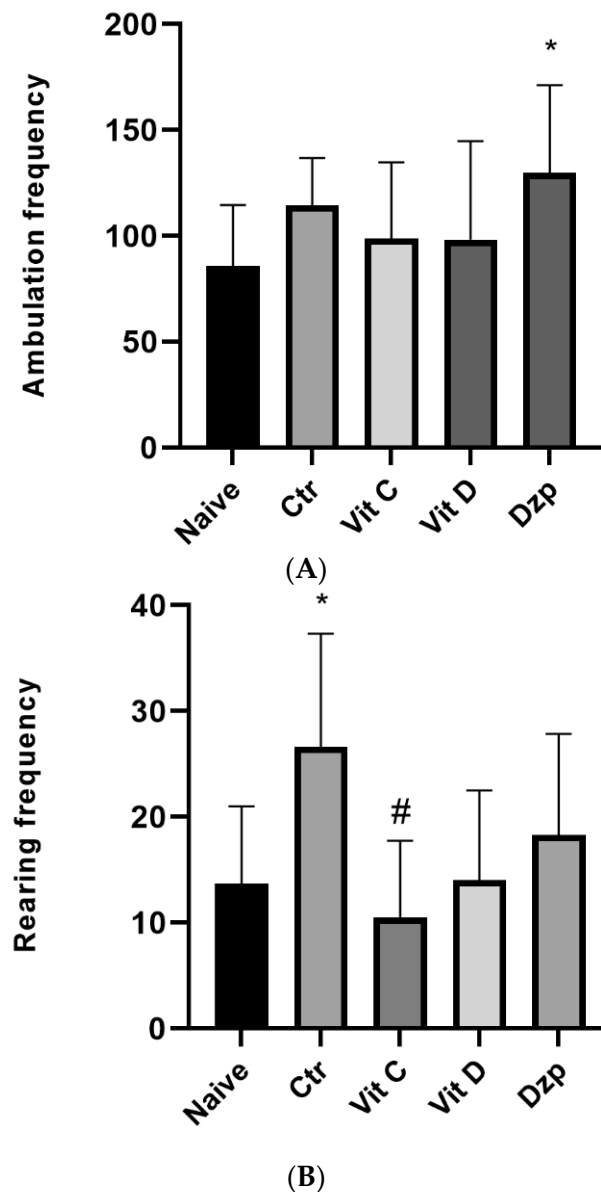 Ambulation frequency
200
150
100
50
0
*
Naive
Ctr
Vit C
Vit D
Dzp
(A)
Rearing frequency
40
30
20
10
0
*
#
Naive
Ctr
Vit C
Vit D
Dzp
(B)